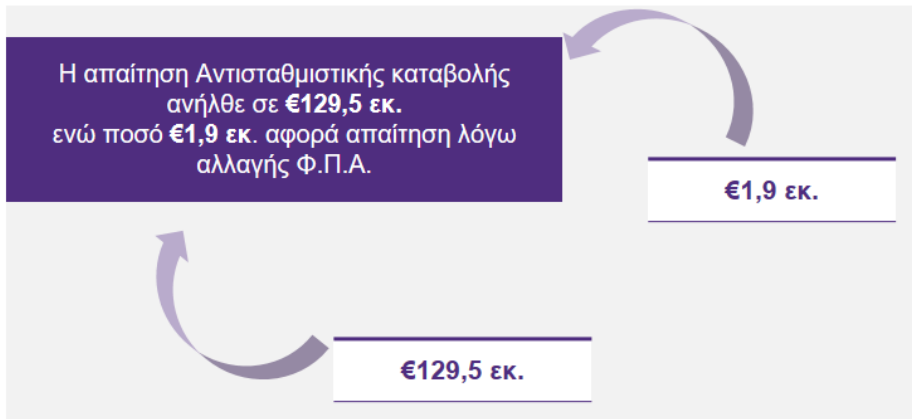 Η απαίτηση Αντισταθμιστικής καταβολής
ανήλθε σε €129,5 εκ.
ενώ ποσό €1,9 εκ. αφορά απαίτηση λόγω
αλλαγής Φ.Π.Α.
€1,9 εκ.
€129,5 εκ.